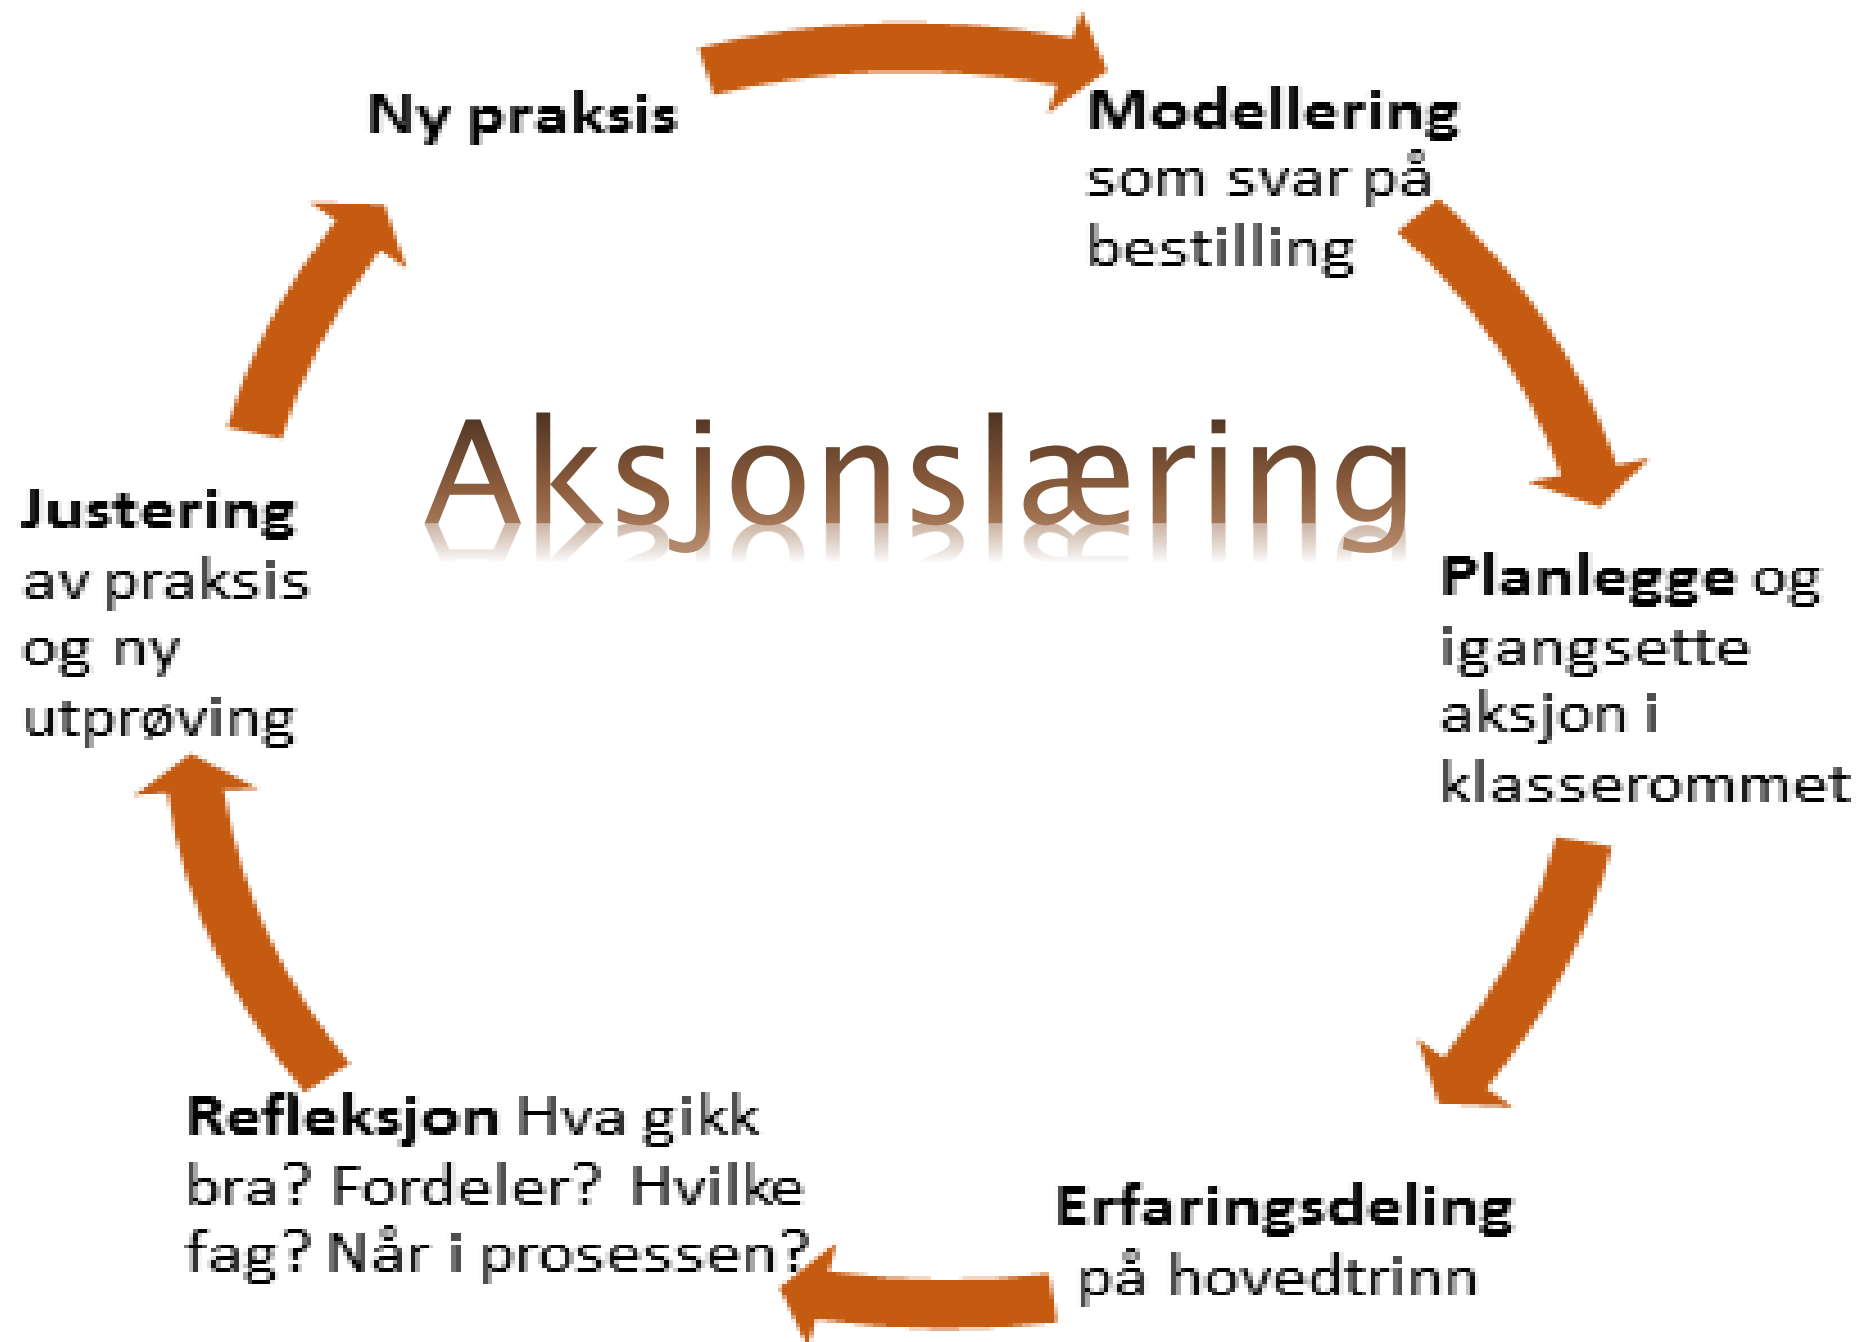 Ny praksis
Modellering
som svar på
bestilling
Aksjonslæring
Planlegge og
igangsette
aksjon i
klasserommet
Erfaringsdeling
på hovedtrinn
Refleksjon Hva gikk
bra? Fordeler? Hvilke
fag? Når i prosessen?
Justering
av praksis
og ny
utprøving